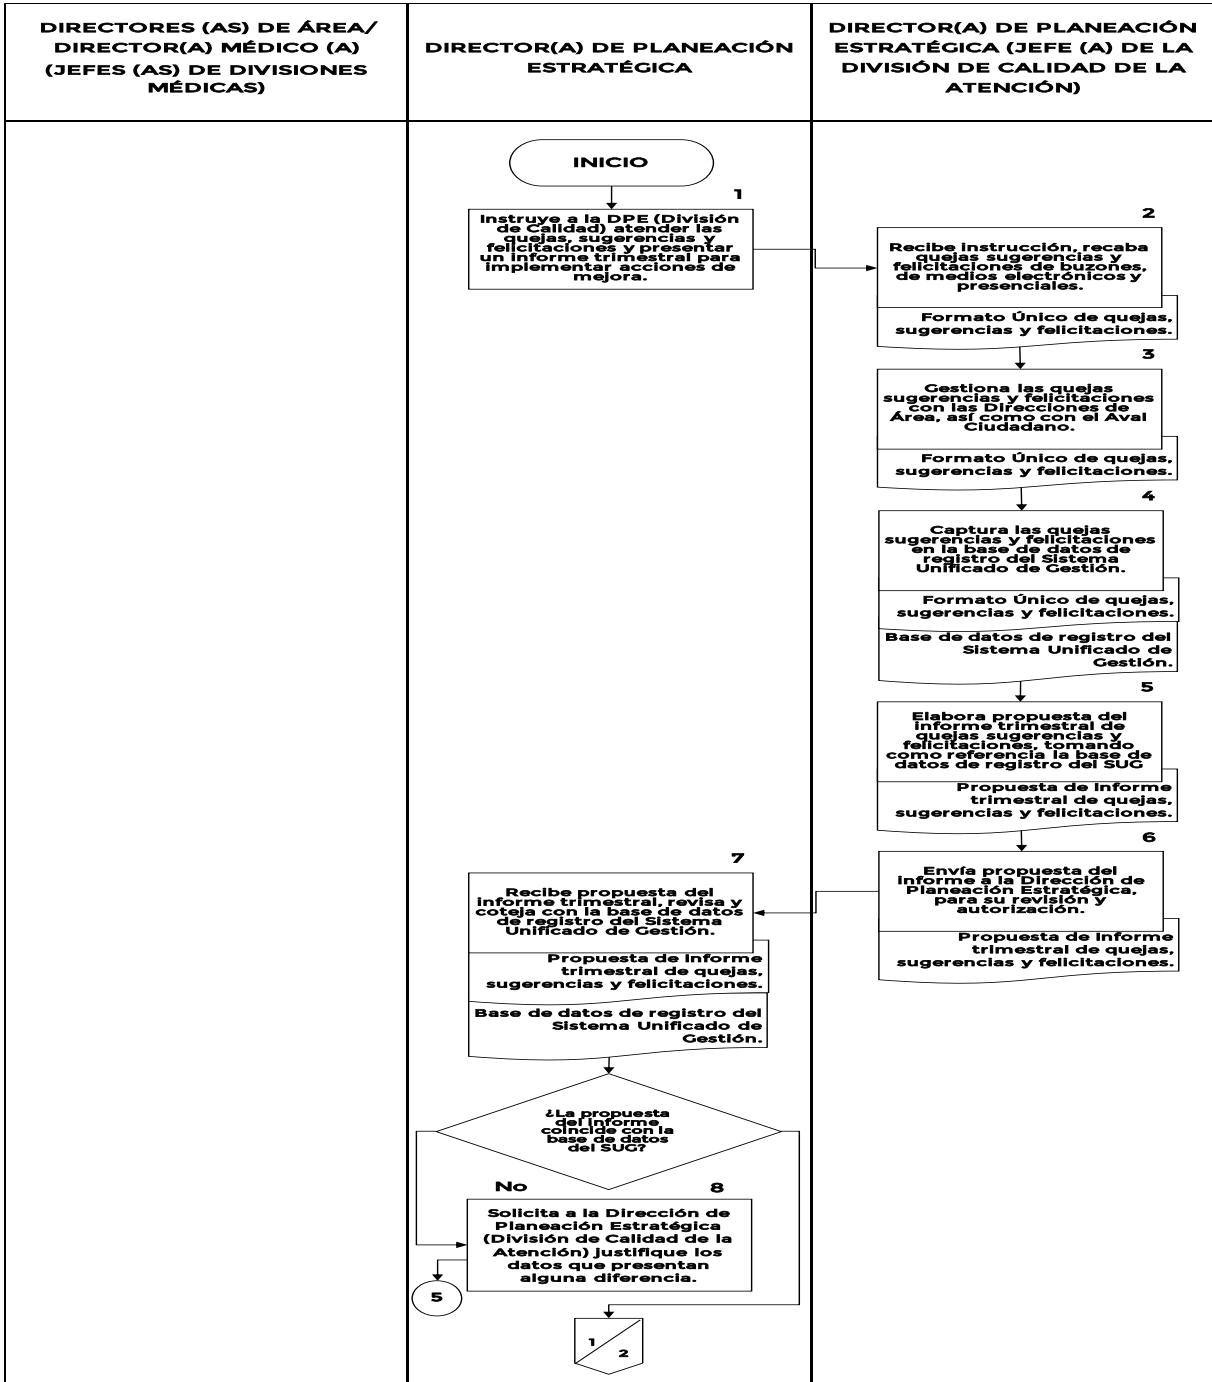 DIRECTORES (AS) DE ÁREA/
DIRECTOR(A) MÉDICO (A)
(JEFES (AS) DE DIVISIONES
MÉDICAS)
DIRECTOR(A) DE PLANEACIÓN
ESTRATÉGICA
DIRECTOR(A) DE PLANEACIÓN
ESTRATÉGICA (JEFE (A) DE LA
DIVISIÓN DE CALIDAD DE LA
ATENCIÓN)
INICIO
1
Instruye a la DPE (División
de Calidad) atender las
quejas, sugerencias y
felicitaciones y presentar
un informe trimestral para
implementar acciones de
mejora.
2
Recibe instrucción, recaba
quejas sugerencias y
felicitaciones de buzones,
de medios electrónicos y
presenciales.
Formato Único de quejas,
sugerencias y felicitaciones.
3
Gestiona las quejas
sugerencias y felicitaciones
con las Direcciones de
Área, así como con el Aval
Ciudadano.
Formato Único de quejas,
sugerencias y felicitaciones.
4
Captura las quejas
sugerencias y felicitaciones
en la base de datos de
registro del Sistema
Unificado de Gestión.
Formato Único de quejas,
sugerencias y felicitaciones.
Base de datos de registro del
Sistema Unificado de
Gestión.
5
Elabora propuesta del
informe trimestral de
quejas sugerencias y
felicitaciones, tomando
como referencia la base de
datos de registro del SUG
Propuesta de Informe
trimestral de quejas,
sugerencias y felicitaciones.
6
Envía propuesta del
informe a la Dirección de
Planeación Estratégica,
para su revisión y
autorización.
Propuesta de Informe
trimestral de quejas,
sugerencias y felicitaciones.
7
Recibe propuesta del
informe trimestral, revisa y
coteja con la base de datos
de registro del Sistema
Unificado de Gestión.
Propuesta de Informe
trimestral de quejas,
sugerencias y felicitaciones.
Base de datos de registro del
Sistema Unificado de
Gestión.
¿La propuesta
del informe
coincide con la
base de datos
del SUG?
No
8
Solicita a la Dirección de
Planeación Estratégica
(División de Calidad de la
Atención) justifique los
datos que presentan
alguna diferencia.
5
1
2